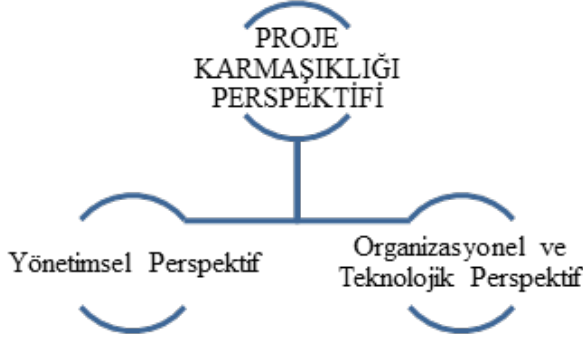 PROJE
KARMAŞIKLIĞI
PERSPEKTİFİ
Yönetimsel Perspektif
Organizasyonel ve
Teknolojik Perspektif